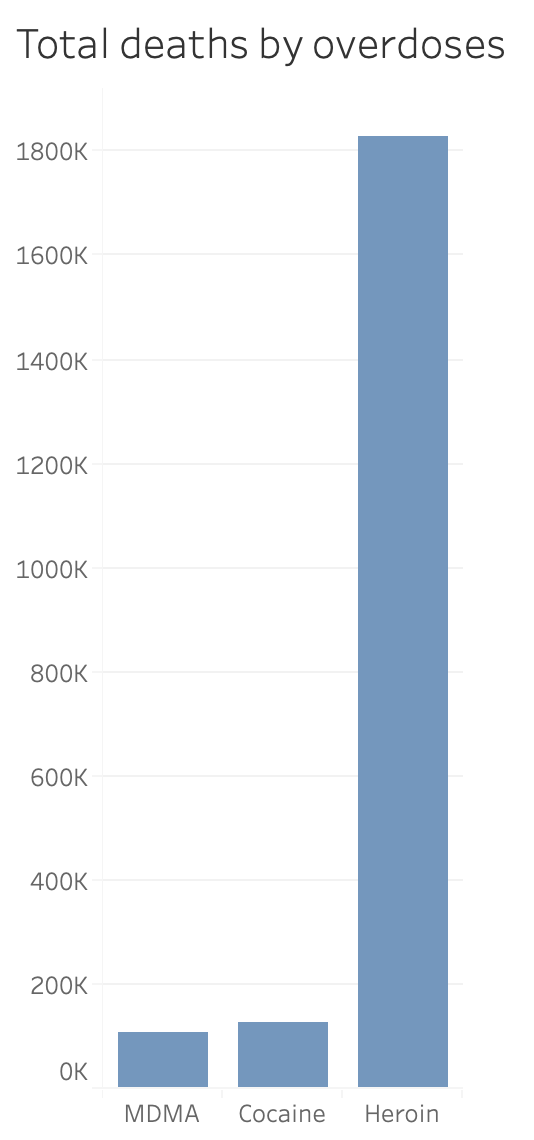 Total deaths by overdoses
1800K
1600K
1400K
1200K
1000K
800K
600K
400K
200K
0K
MDMA Cocaine Heroin